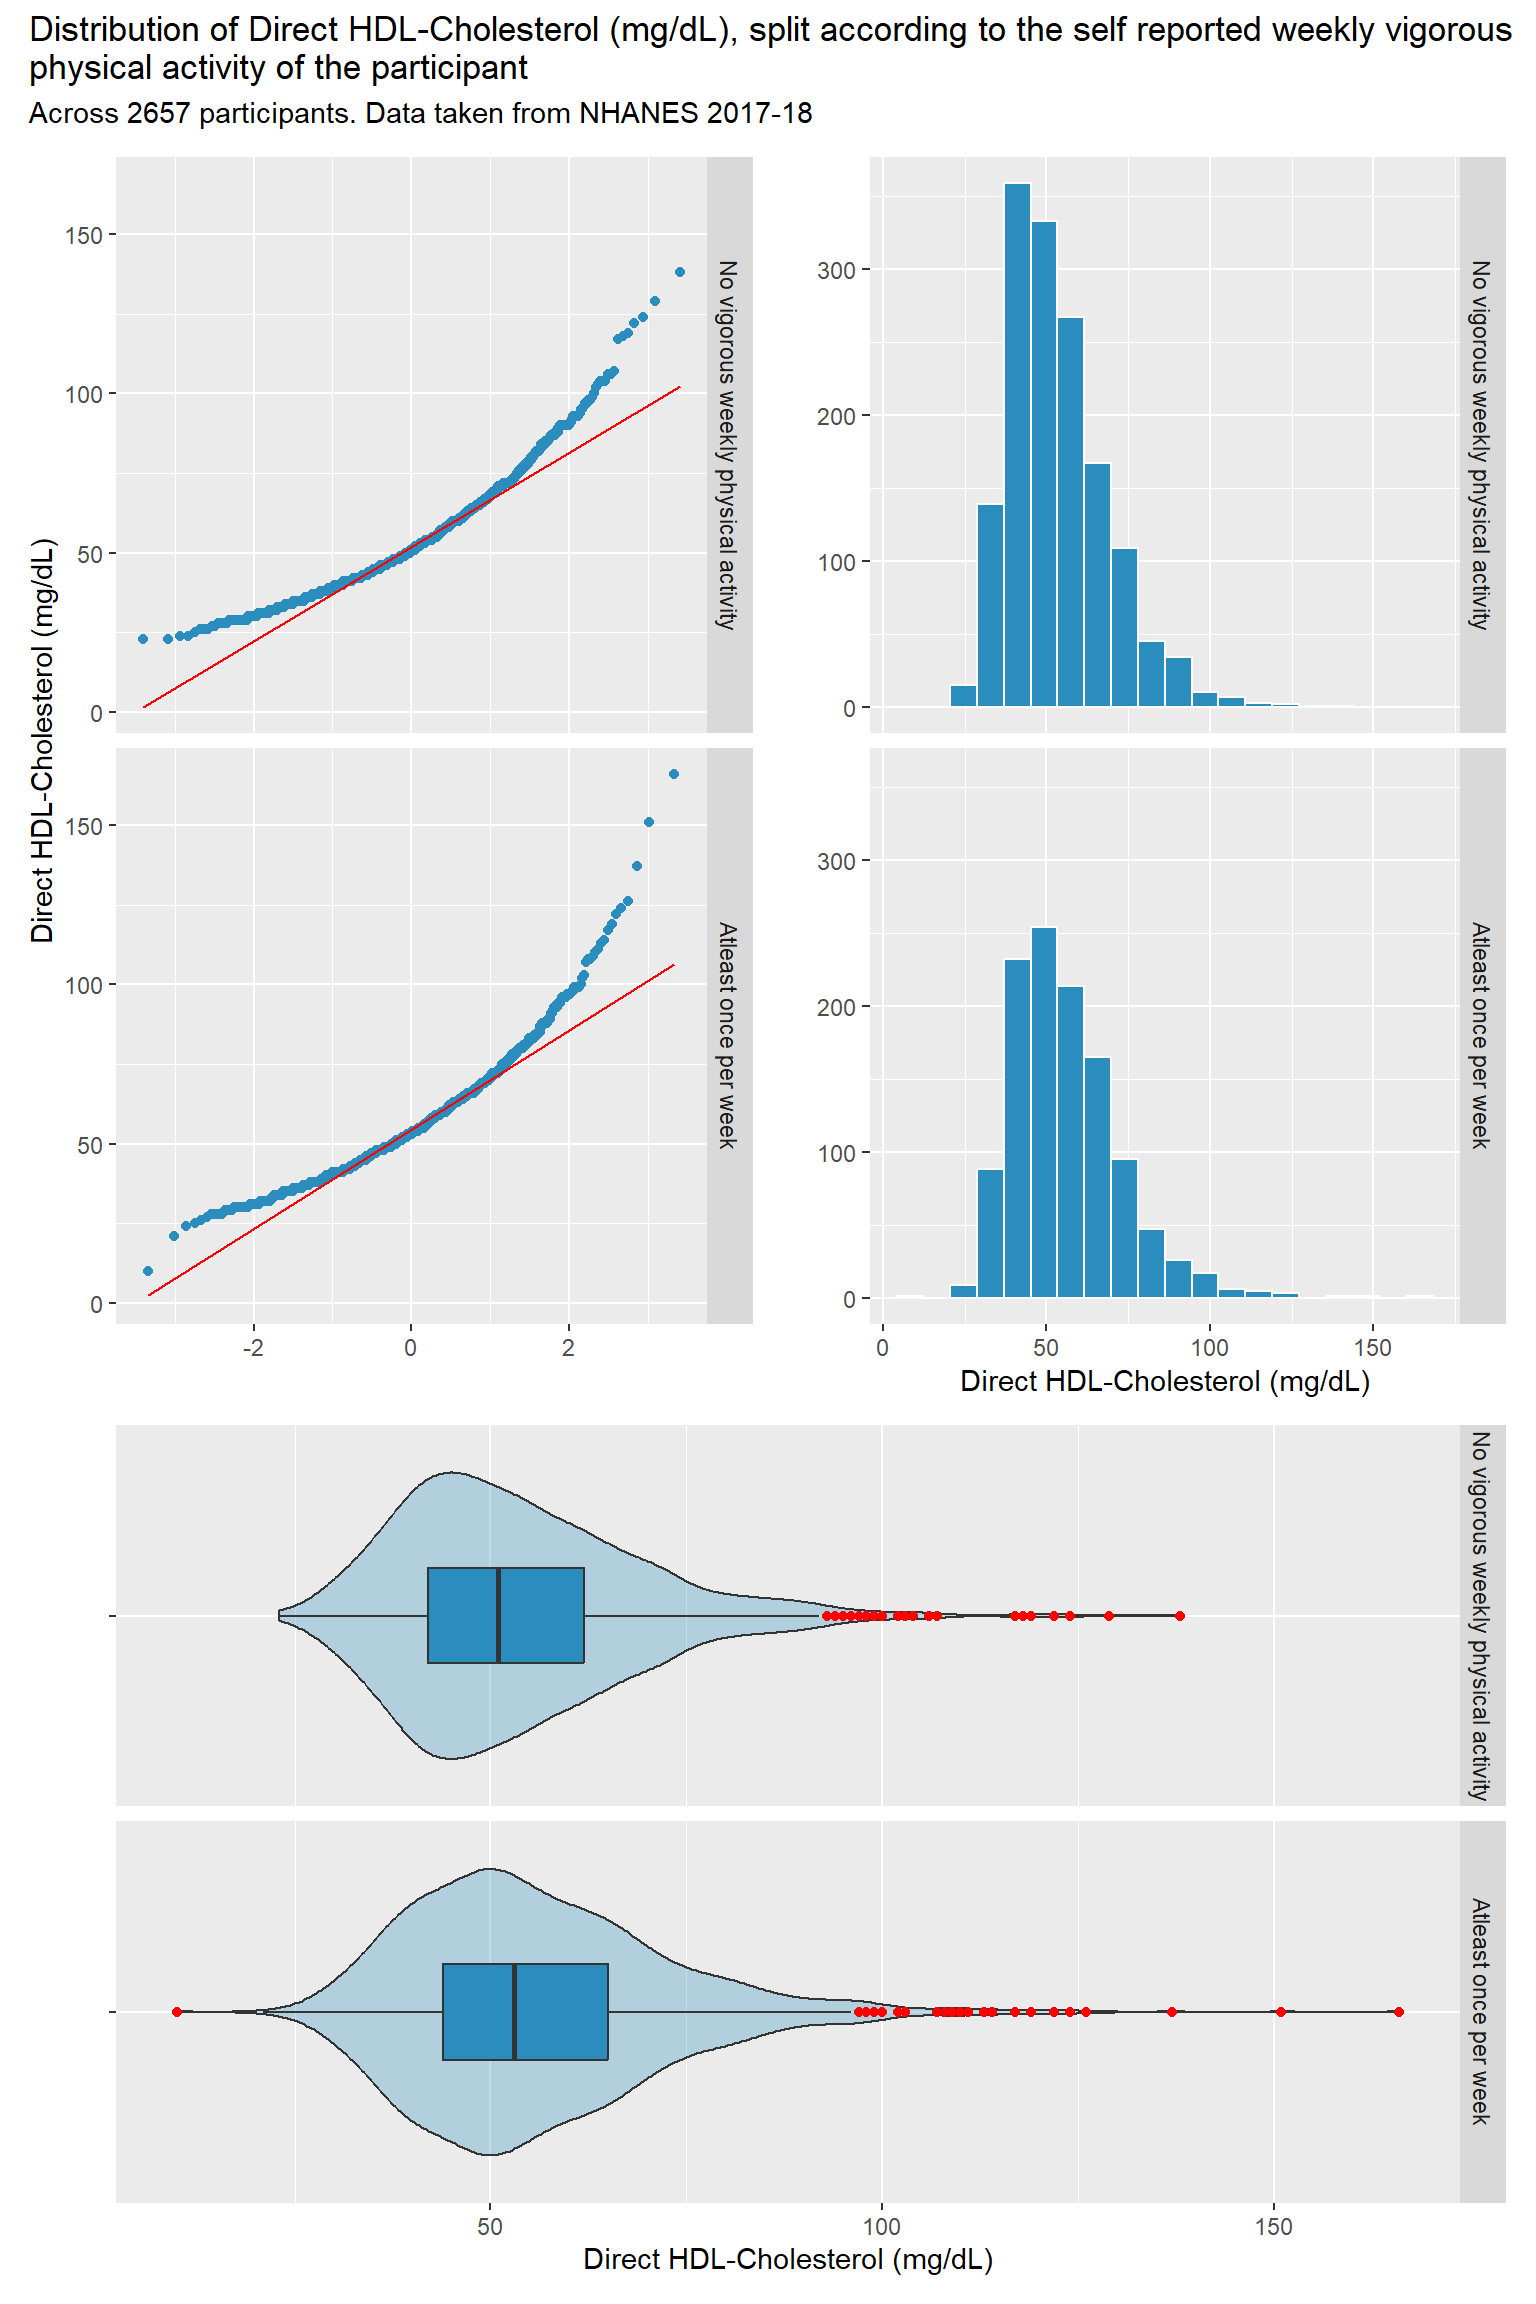 Distribution of Direct HDL-Cholesterol (mg/dL), split according to the self reported weekly vigorous
physical activity of the participant
Across 2657 participants. Data taken from NHANES 2017-18
Direct HDL-Cholesterol (mg/dL)
150
100
50
0
No vigorous weekly physical activity
150
100
50
0
Atleast once per week
-2
0
2
300
200
100
0
No vigorous weekly physical activity
300
200
100
0
Atleast once per week
0
50
100
150
Direct HDL-Cholesterol (mg/dL)
No vigorous weekly physical activity
Atleast once per week
50
100
150
Direct HDL-Cholesterol (mg/dL)